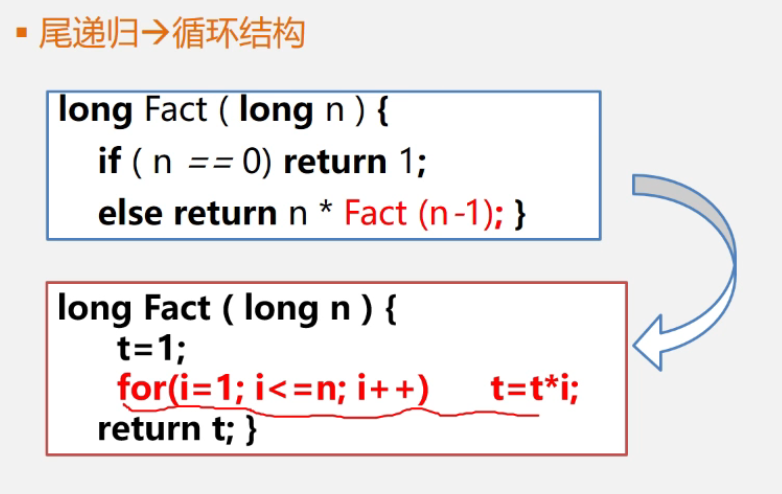 ▪ 尾递归→循环结构
long Fact ( long n ) {
if ( n == 0) return 1;
else return n * Fact (n-1); }
long Fact ( long n ) {
t=1;
for(i=1; i<=n; i++) t=t*i;
return t; }